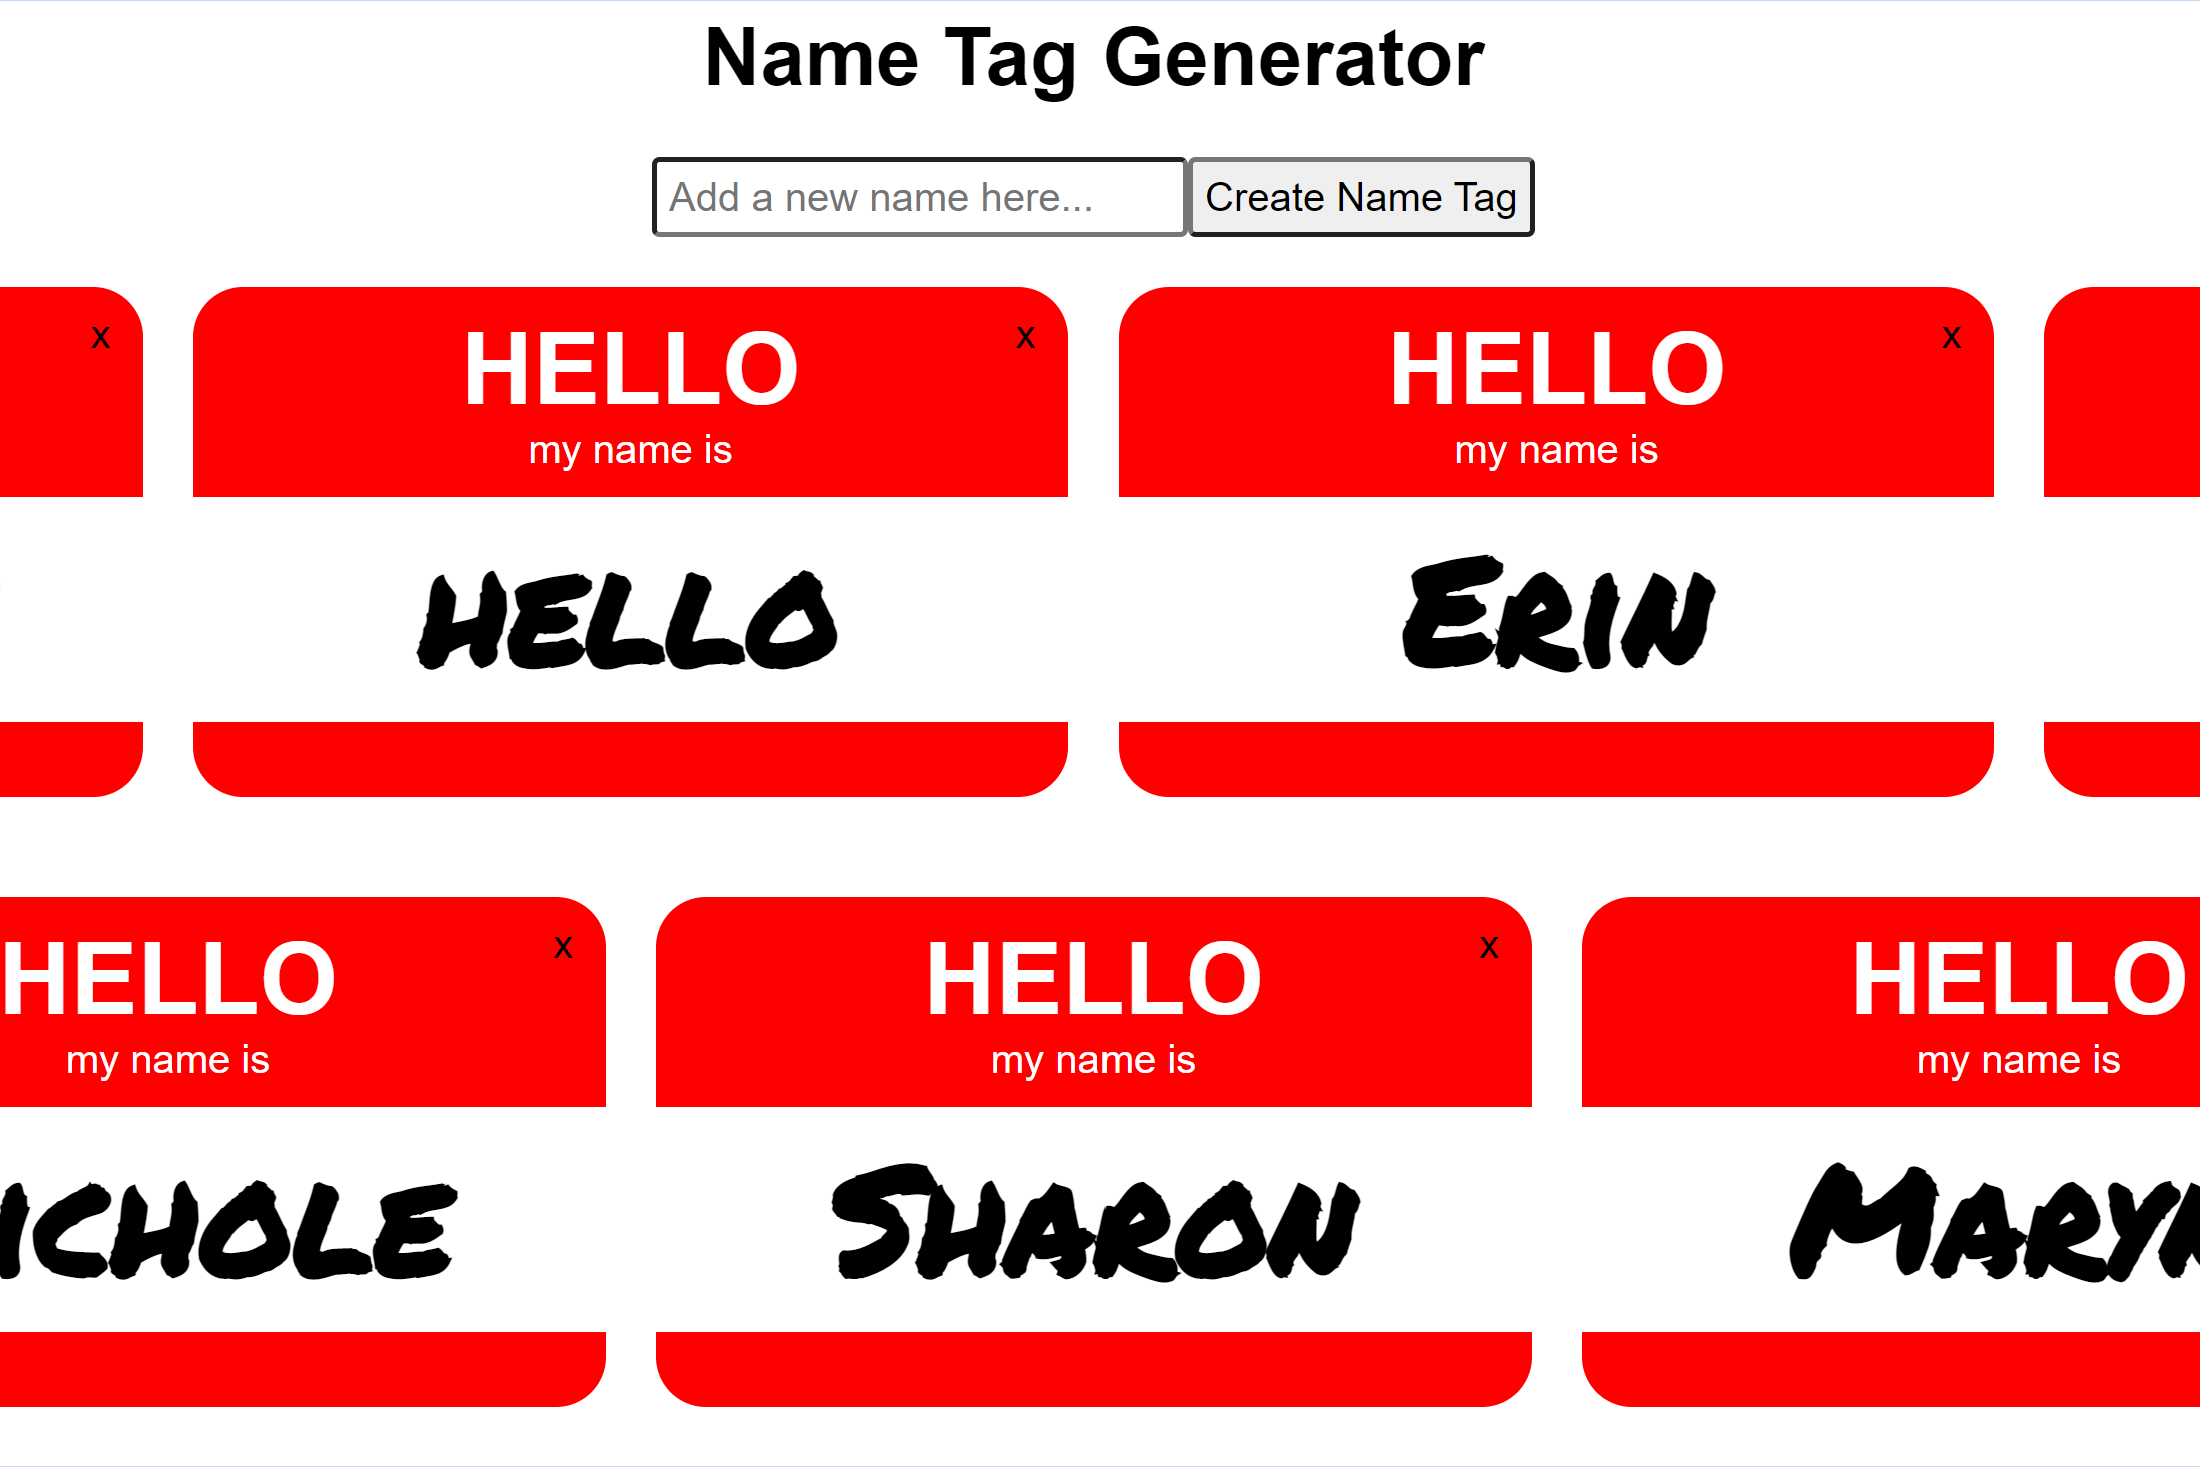 Name Tag Generator
Add a new name here...
Create Name Tag
x
HELLO
x
my name is
hello
HELLO
x
my name is
Erin
HELLO
x
my name is
ichole
HELLO
x
my name is
Sharon
HELLO
my name is
Mary